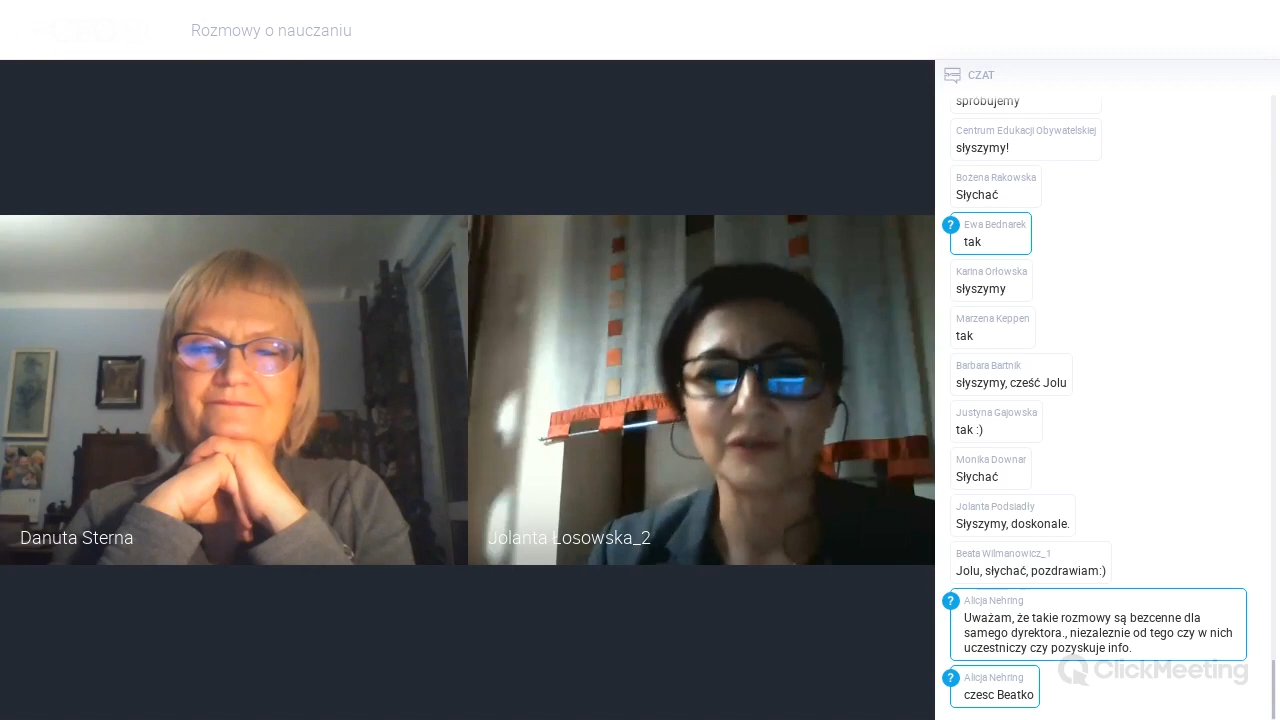 Rozmowy o nauczaniu
CZAT
spróbujemy
Centrum Edukacji Obywatelskiej
słyszymy!
Bożena Rakowska
Słychać
?
Ewa Bednarek
tak
Karina Orłowska
słyszymy
Marzena Keppen
tak
Barbara Bartnik
słyszymy, cześć Jolu
Justyna Gajowska
tak :)
Monika Downar
Słychać
Jolanta Podsiadły
Słyszymy, doskonale.
Beata Wilmanowicz_1
Jolu, słychać, pozdrawiam:)
?
Alicja Nehring
Uważam, że takie rozmowy są bezcenne dla
samego dyrektora., niezaleznie od tego czy w nich
uczestniczy czy pozyskuje info.
?
Alicja Nehring
czesc Beatko
ClickMeeting
Danuta Sterna
Jolanta Łosowska_2